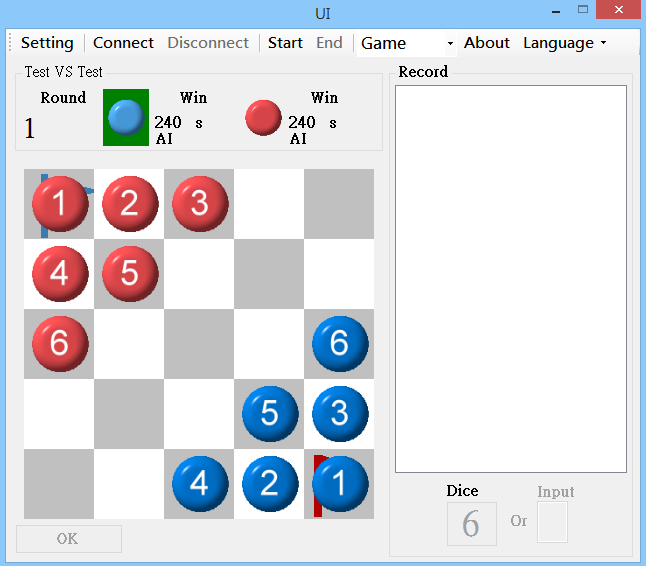 UI
Setting Connect Disconnect Start End Game About Language
Test VS Test
Round Win Win
1 240 s 240 s
AI AI
Record
1 2 3
4 5
6 6
5 3
4 2 1
Dice Input
6 Or
OK